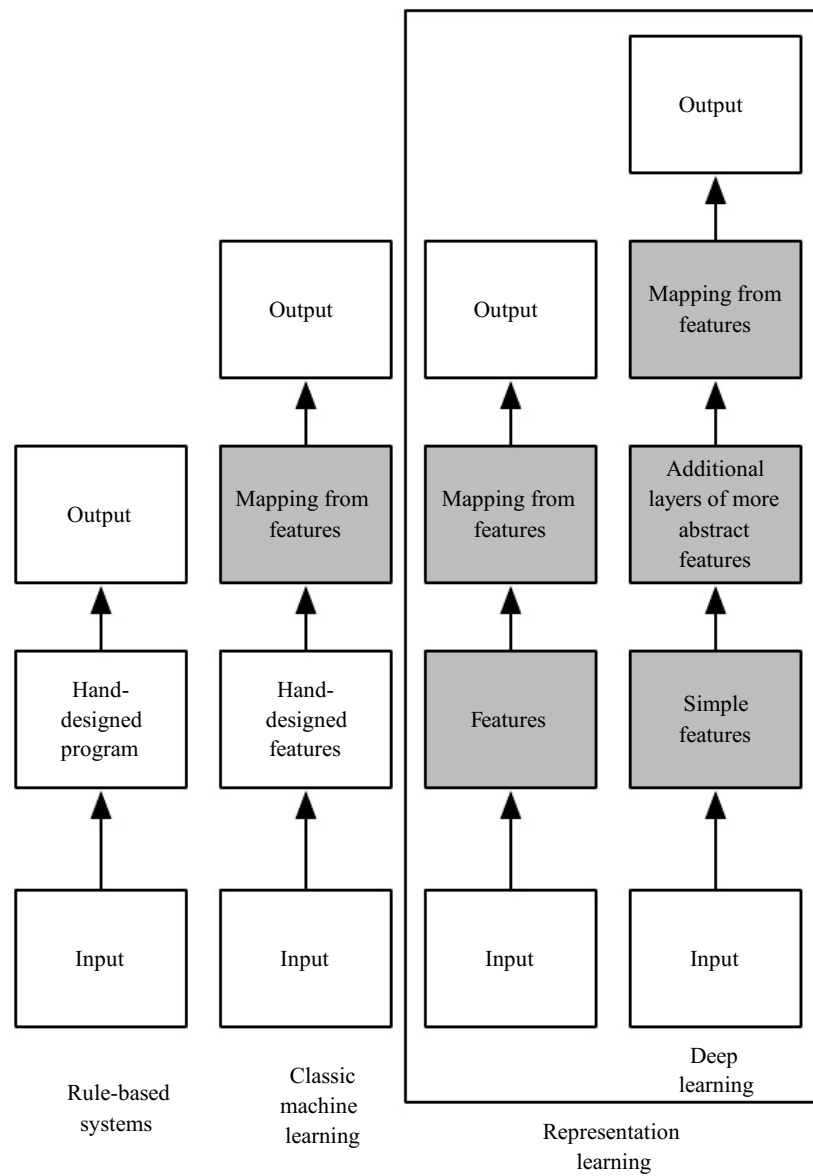 Output
Output
Output
Mapping from
features
Output
Mapping from
features
Mapping from
features
Additional
layers of more
abstract
features
Hand-
designed
program
Hand-
designed
features
Features
Simple
features
Input
Input
Input
Input
Rule-based
systems
Classic
machine
learning
Representation
learning
Deep
learning